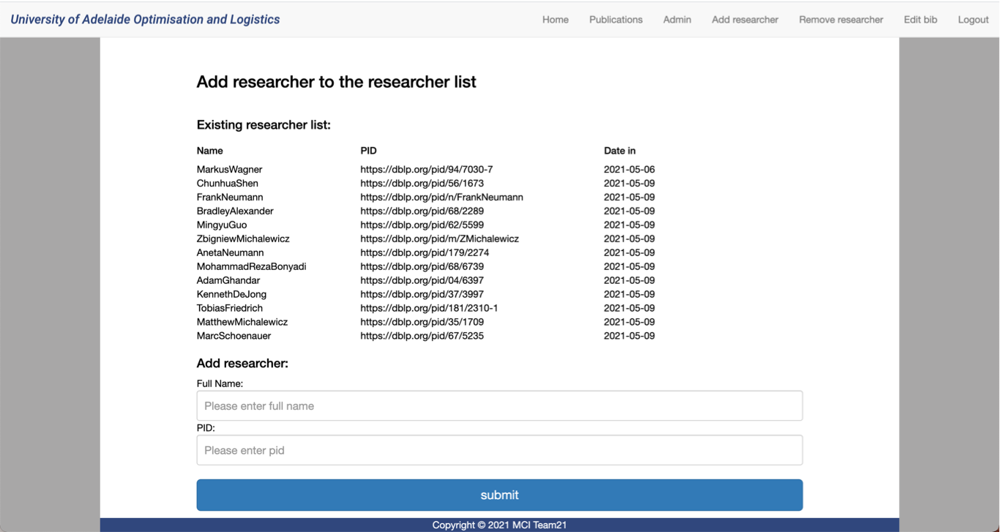 University of Adelaide Optimisation and Logistics Home Publications Admin Add researcher Remove researcher Edit bib Logout
Add researcher to the researcher list
Existing researcher list:
Name PID Date in
MarkusWagner https://dblp.org/pid/94/7030-7 2021-05-06
ChunhuaShen https://dblp.org/pid/56/1673 2021-05-09
FrankNeumann https://dblp.org/pid/n/FrankNeumann 2021-05-09
BradleyAlexander https://dblp.org/pid/68/2289 2021-05-09
MingyuGuo https://dblp.org/pid/62/5599 2021-05-09
ZbigniewMichalewicz https://dblp.org/pid/m/ZMichalewicz 2021-05-09
AnetaNeumann https://dblp.org/pid/179/2274 2021-05-09
MohammadRezaBonyadi https://dblp.org/pid/68/6739 2021-05-09
AdamGhandar https://dblp.org/pid/04/6397 2021-05-09
KennethDeJong https://dblp.org/pid/37/3997 2021-05-09
TobiasFriedrich https://dblp.org/pid/181/2310-1 2021-05-09
MatthewMichalewicz https://dblp.org/pid/35/1709 2021-05-09
MarcSchoenauer https://dblp.org/pid/67/5235 2021-05-09
Add researcher:
Full Name:
Please enter full name
PID:
Please enter pid
submit
Copyright © 2021 MCI Team21